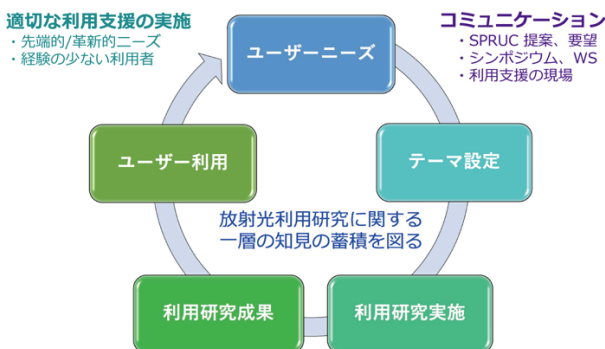 適切な利用支援の実施
・先端的/革新的ニーズ
・経験の少ない利用者
コミュニケーション
・SPRUC 提案、要望
・シンポジウム、WS
・利用支援の現場
ユーザーニーズ
テーマ設定
利用研究実施
利用研究成果
ユーザー利用
放射光利用研究に関する
一層の知見の蓄積を図る